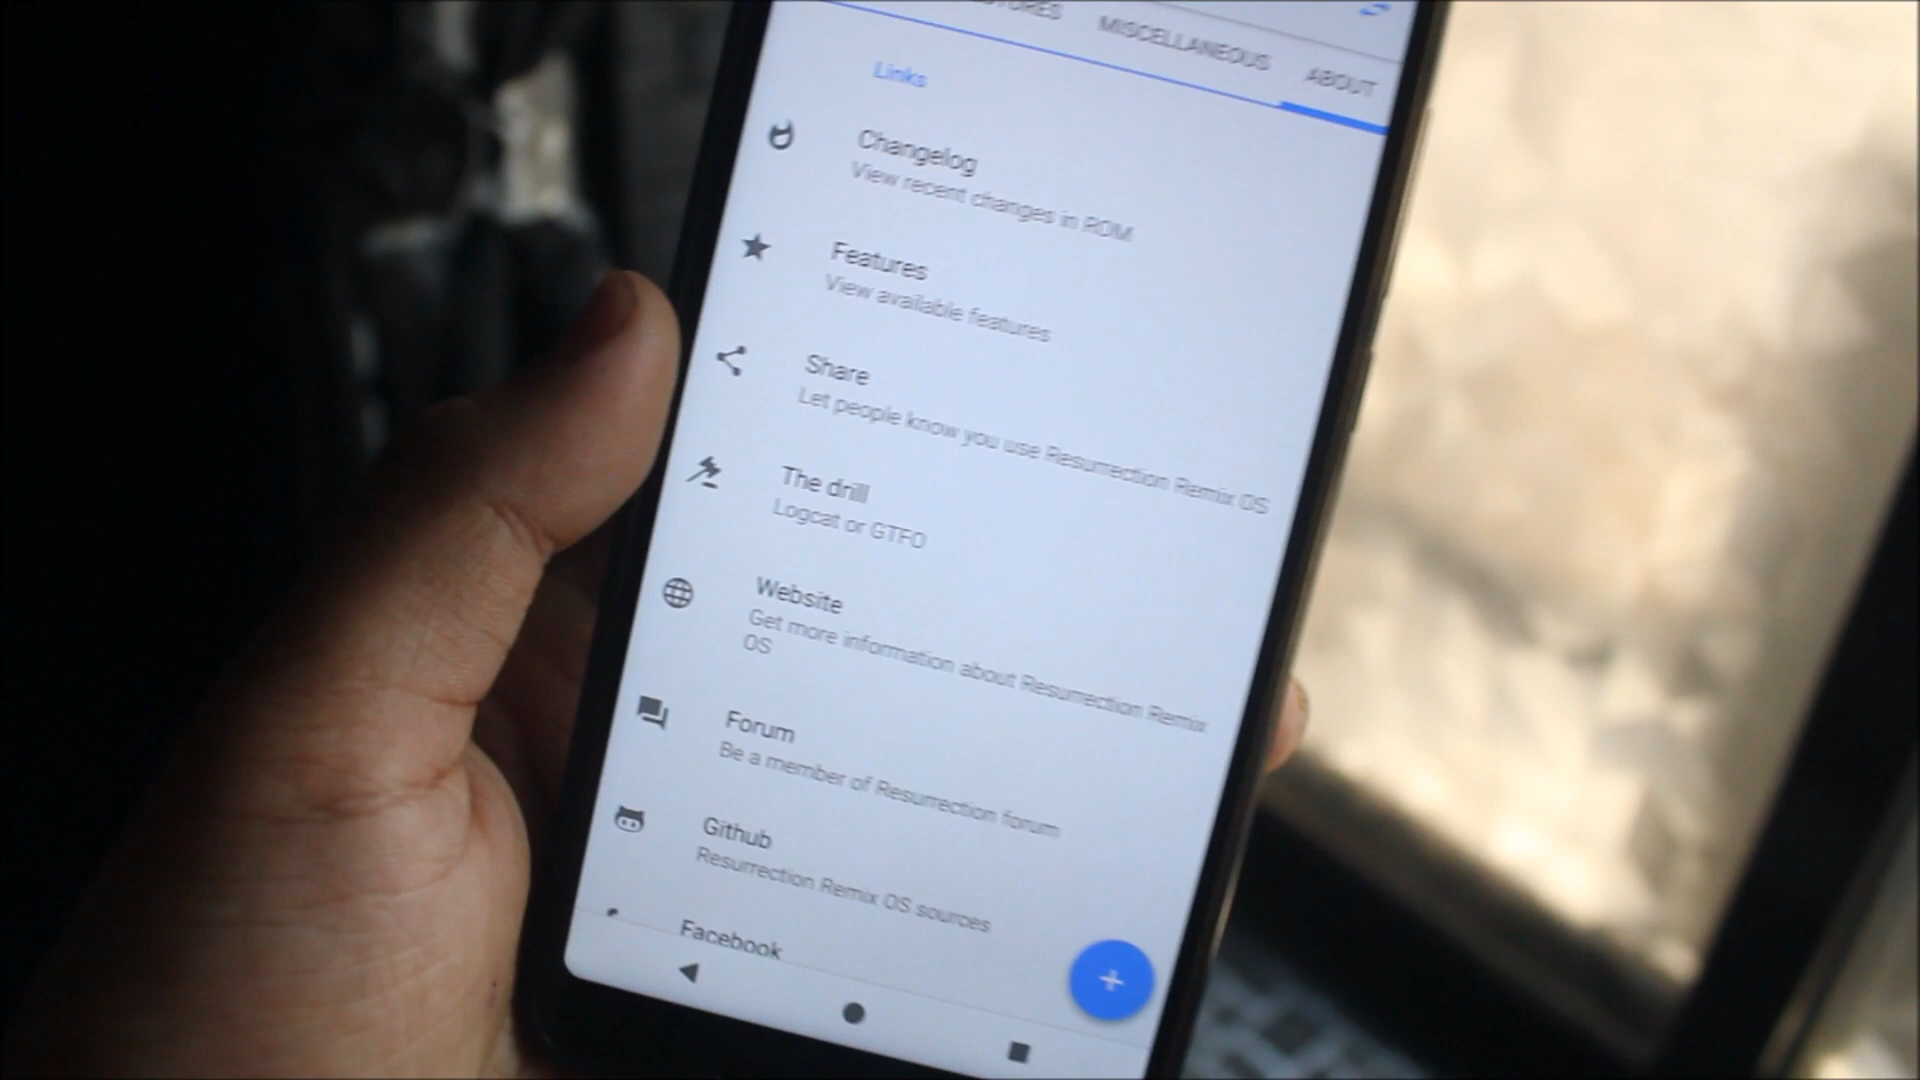 MISCELLANEOUS
ABOUT
Links
Changelog
View recent changes in ROM
Features
View available features
Share
Let people know you use Resurrection Remix OS
The drill
Logcat or GTFO
Website
Get more information about Resurrection Remix
OS
Forum
Be a member of Resurrection forum
Github
Resurrection Remix OS sources
Facebook